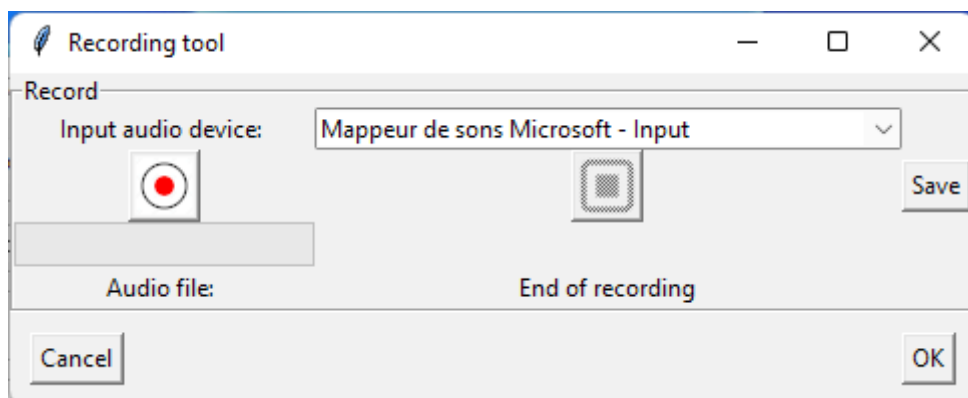 Recording tool
Record
Input audio device: Mappeur de sons Microsoft - Input
Save
Audio file: End of recording
Cancel OK